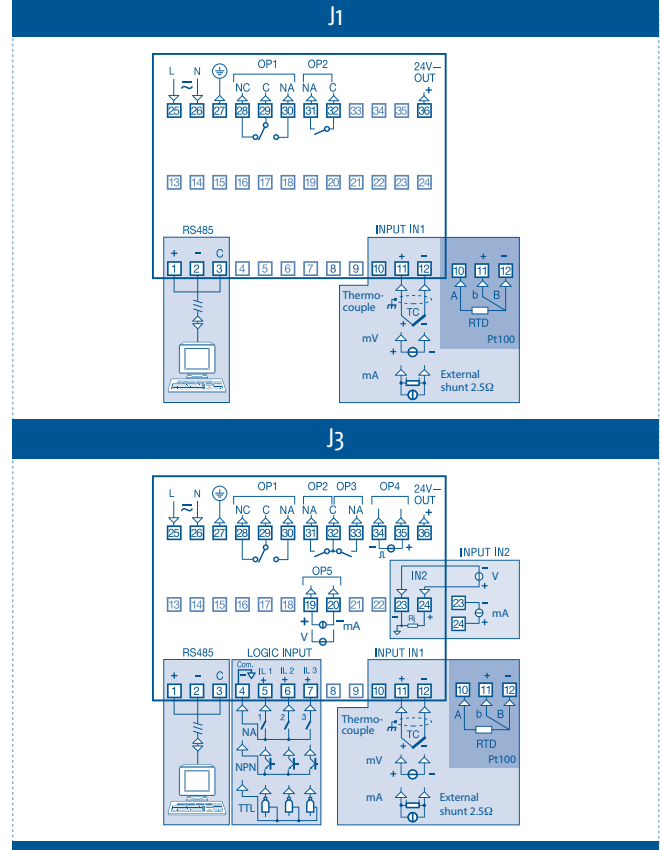 J1
OP1 OP2 24V⎓
L N OUT
NC C NA NA C +
25 26 27 28 29 30 31 32 33 34 35 36
13 14 15 16 17 18 19 20 21 22 23 24
RS485 INPUT IN1
+ − C + − + −
1 2 3 4 5 6 7 8 9 10 11 12 10 11 12
A b B
Thermo-
couple
TC
RTD
+ −
Pt100
mV
+ −
mA External
shunt 2.5Ω
J3
OP1 OP2 OP3 OP4 24V⎓
L N OUT
NC C NA NA C NA +
25 26 27 28 29 30 31 32 33 34 35 36
− +
INPUT IN2
OP5
IN2 − V +
13 14 15 16 17 18 19 20 21 22 23 24
23 − mA
24 +
+ − mA
V
− Rj +
RS485 LOGIC INPUT INPUT IN1
Com. IL 1 IL 2 IL 3
+ − C − + + + + − + −
1 2 3 4 5 6 7 8 9 10 11 12 10 11 12
1 2 3
NA
A b B
Thermo-
couple
TC
RTD
+ −
Pt100
NPN
mV
+ −
TTL
mA External
shunt 2.5Ω